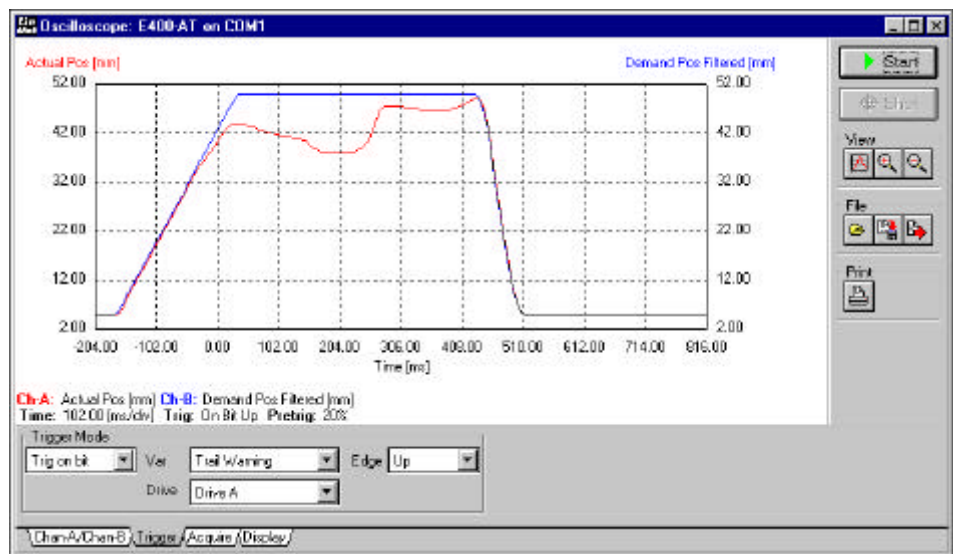 Oscilloscope: E400-AT on COM1
Actual Pos [mm]
Demand Pos Filtered [mm]
52.00
42.00
32.00
22.00
12.00
2.00
52.00
42.00
32.00
22.00
12.00
2.00
-204.00 -102.00 0.00 102.00 204.00 306.00 408.00 510.00 612.00 714.00 816.00
Time [ms]
Ch-A: Actual Pos [mm] Ch-B: Demand Pos Filtered [mm]
Time: 102.00 [ms/div] Trig: On Bit Up Pretrig: 20%
Start
Shot
View
File
Print
Trigger Mode
Trig on bit Var Trail Warning Edge Up
Drive Drive A
Chan-A/Chan-B Trigger Acquire Display